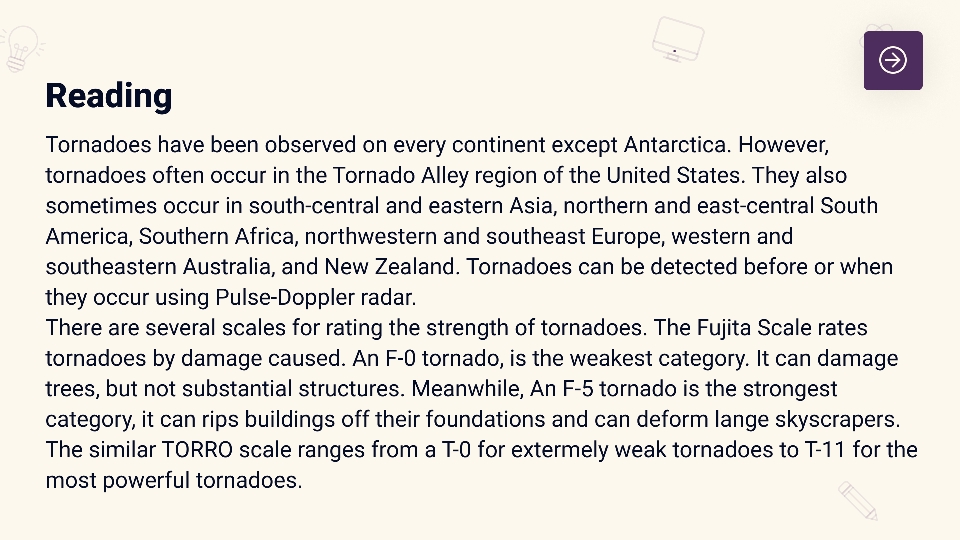 Reading
Tornadoes have been observed on every continent except Antarctica. However,
tornadoes often occur in the Tornado Alley region of the United States. They also
sometimes occur in south-central and eastern Asia, northern and east-central South
America, Southern Africa, northwestern and southeast Europe, western and
southeastern Australia, and New Zealand. Tornadoes can be detected before or when
they occur using Pulse-Doppler radar.
There are several scales for rating the strength of tornadoes. The Fujita Scale rates
tornadoes by damage caused. An F-0 tornado, is the weakest category. It can damage
trees, but not substantial structures. Meanwhile, An F-5 tornado is the strongest
category, it can rips buildings off their foundations and can deform lange skyscrapers.
The similar TORRO scale ranges from a T-0 for extermely weak tornadoes to T-11 for the
most powerful tornadoes.